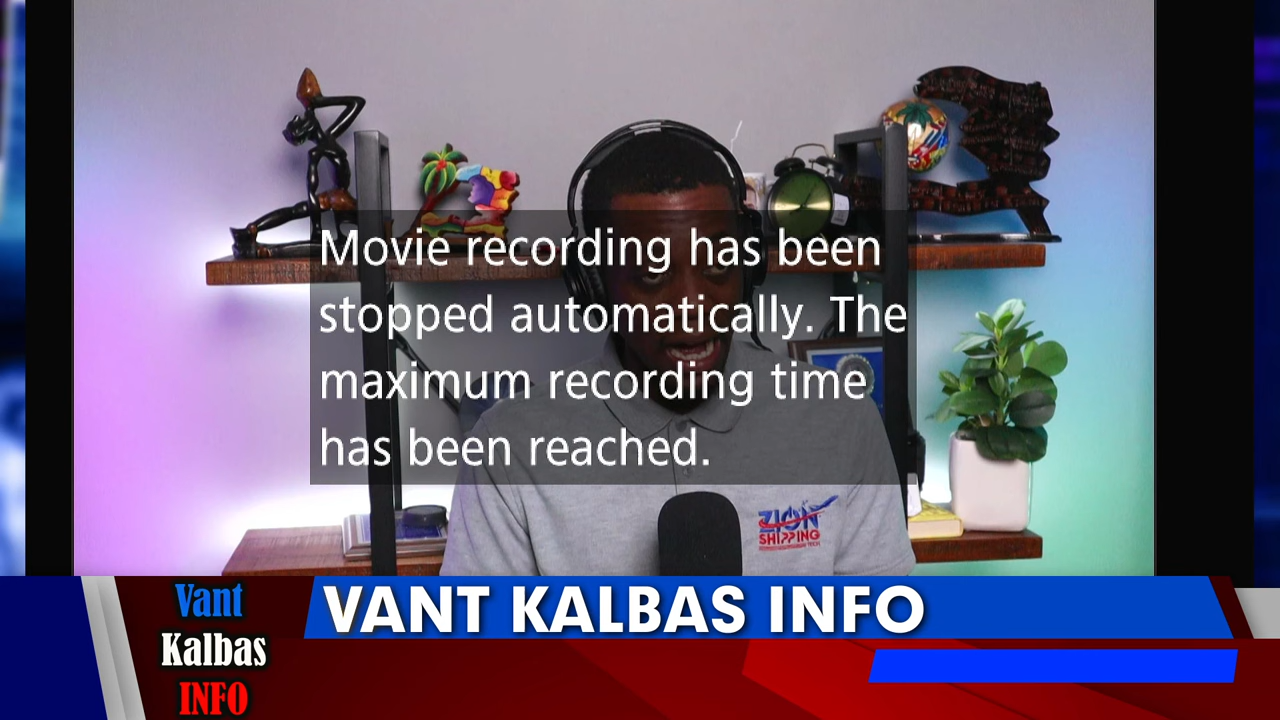 Movie recording has been
stopped automatically. The
maximum recording time
has been reached.
ZION
SHIPPING
VANT KALBAS INFO
Vant
Kalbas
INFO